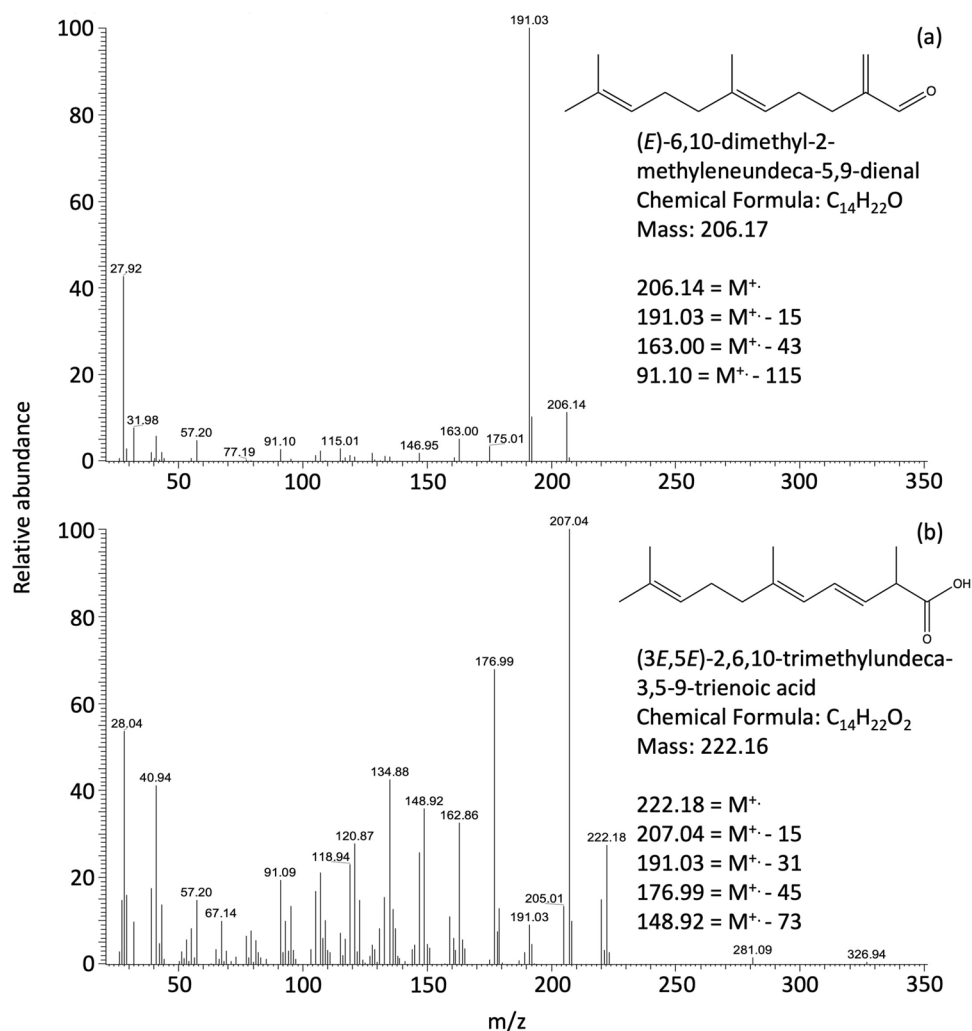 Relative abundance
100
80
60
40
20
0
27.92
31.98
57.20
77.19
91.10
115.01
146.95
163.00
175.01
191.03
206.14
50
100
150
200
250
300
350
(a)
O
(E)-6,10-dimethyl-2-
methyleneundeca-5,9-dienal
Chemical Formula: C₁₄H₂₂O
Mass: 206.17
206.14 = M⁺·
191.03 = M⁺· - 15
163.00 = M⁺· - 43
91.10 = M⁺· - 115
100
80
60
40
20
0
28.04
40.94
57.20
67.14
91.09
118.94
120.87
134.88
148.92
162.86
176.99
191.03
205.01
207.04
222.18
281.09
326.94
50
100
150
200
250
300
350
(b)
OH
O
(3E,5E)-2,6,10-trimethylundeca-
3,5-9-trienoic acid
Chemical Formula: C₁₄H₂₂O₂
Mass: 222.16
222.18 = M⁺·
207.04 = M⁺· - 15
191.03 = M⁺· - 31
176.99 = M⁺· - 45
148.92 = M⁺· - 73
m/z